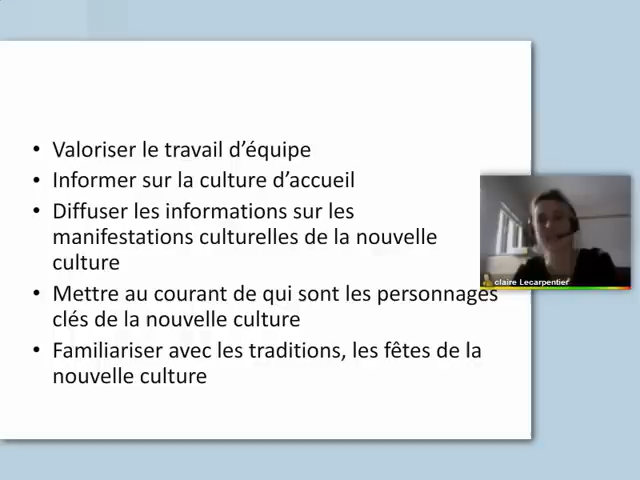 • Valoriser le travail d’équipe
• Informer sur la culture d’accueil
• Diffuser les informations sur les
manifestations culturelles de la nouvelle
culture
• Mettre au courant de qui sont les personnages
clés de la nouvelle culture
• Familiariser avec les traditions, les fêtes de la
nouvelle culture
claire Lecarpentier